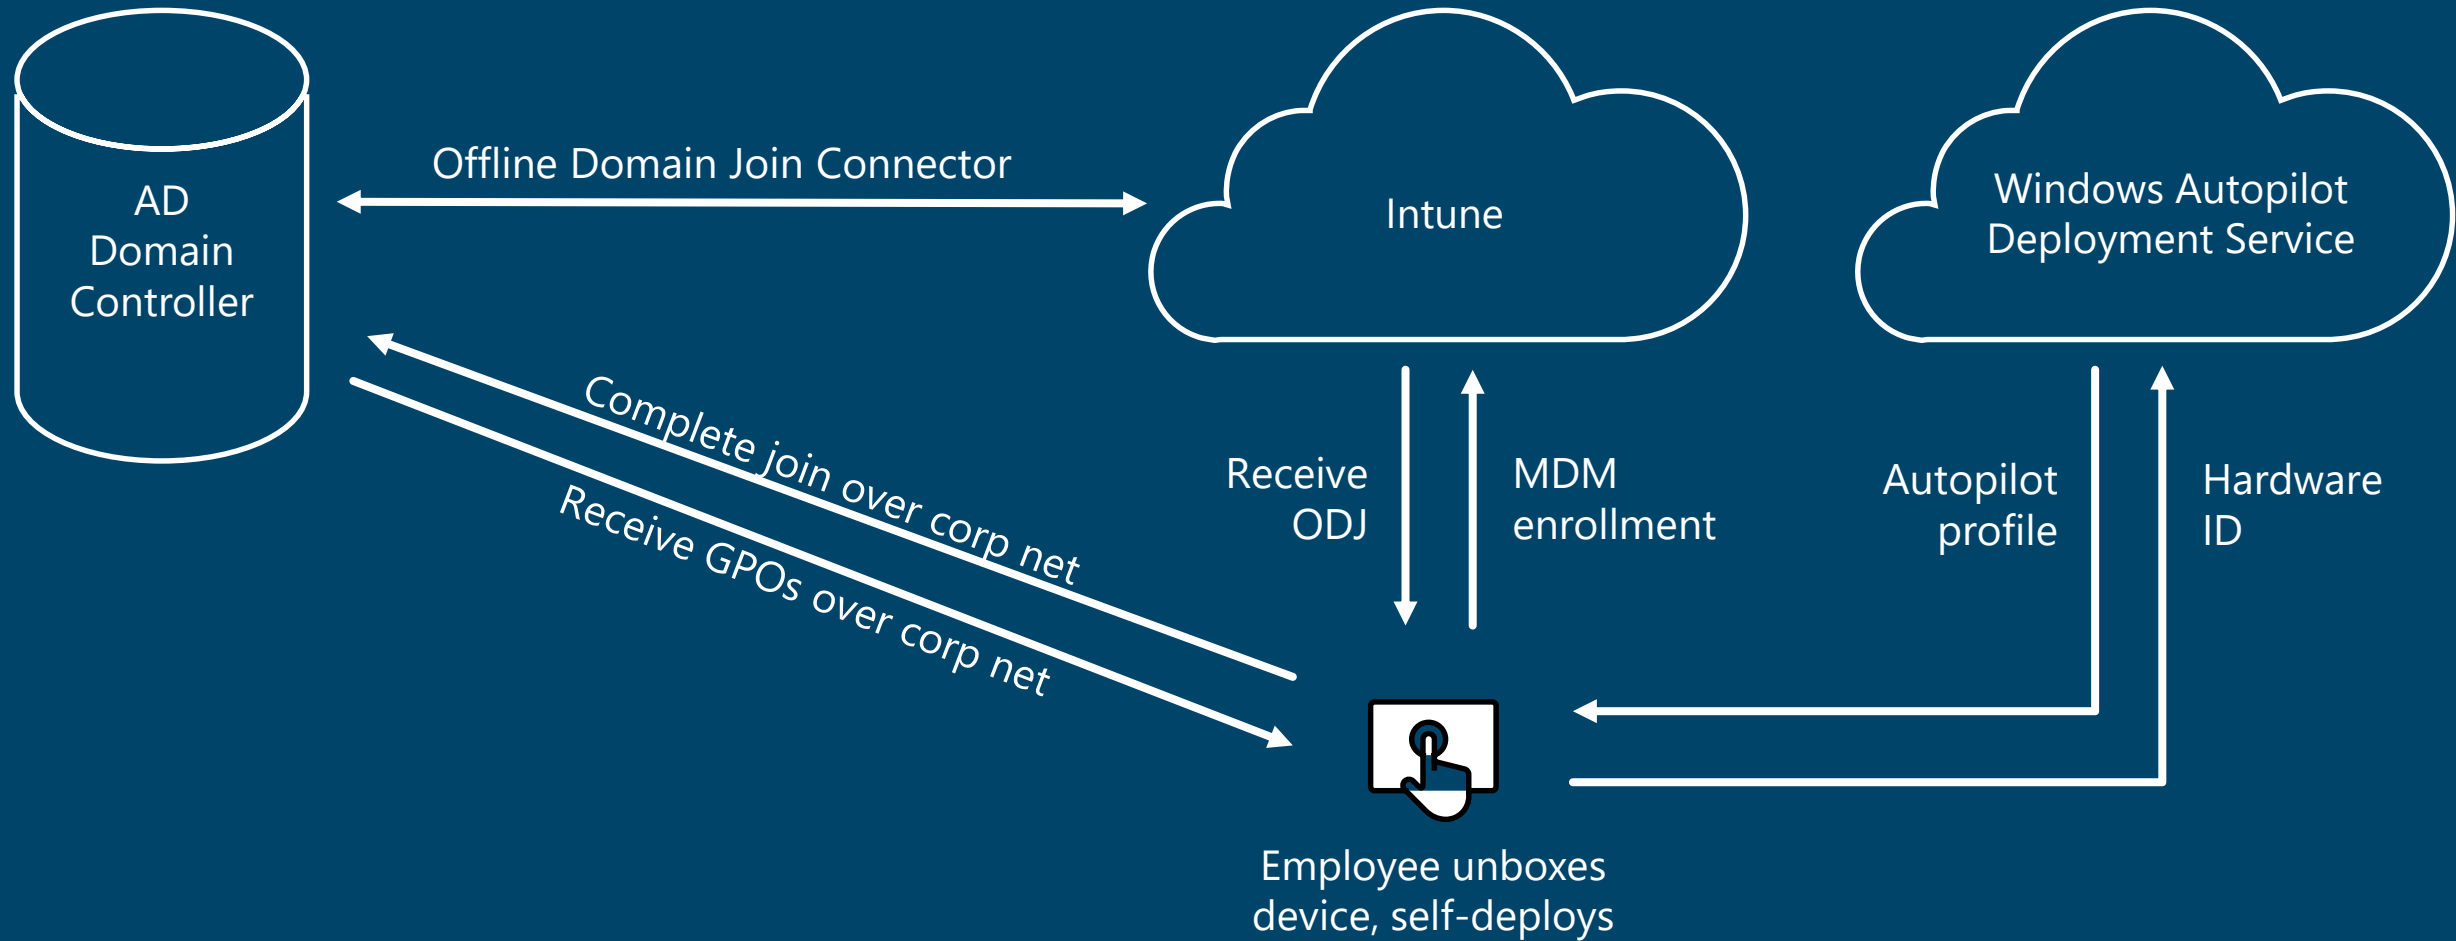 AD
Domain
Controller
Offline Domain Join Connector
Intune
Windows Autopilot
Deployment Service
Complete join over corp net
Receive GPOs over corp net
Receive
ODJ
MDM
enrollment
Autopilot
profile
Hardware
ID
Employee unboxes
device, self-deploys